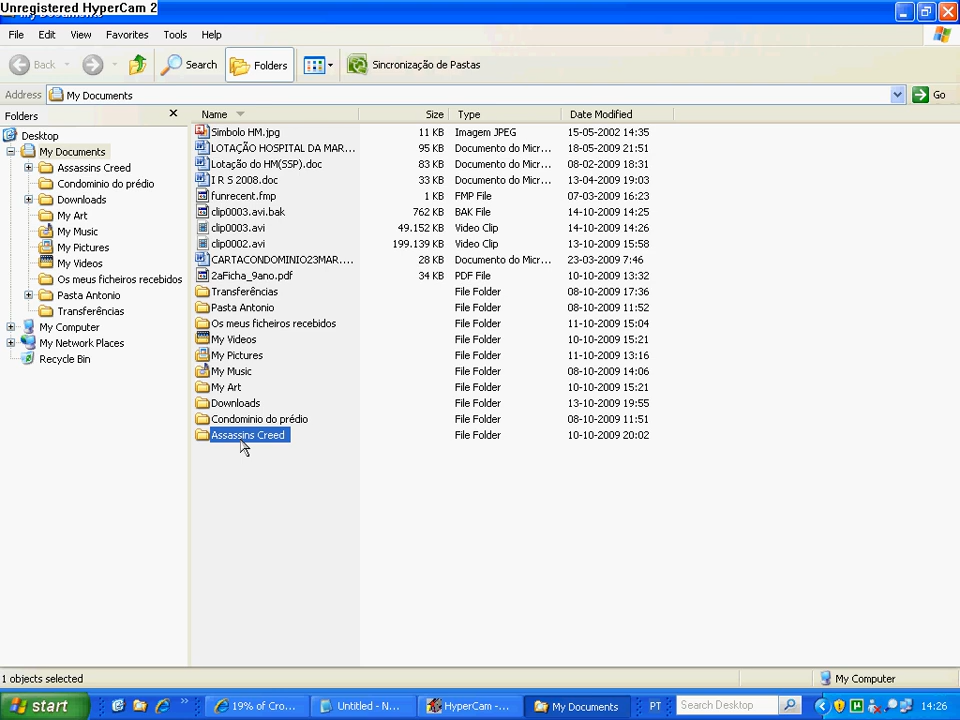 Unregistered HyperCam 2
File Edit View Favorites Tools Help
Back Search Folders Sincronização de Pastas
Address My Documents Go
Folders
Desktop
My Documents
Assassins Creed
Condominio do prédio
Downloads
My Art
My Music
My Pictures
My Videos
Os meus ficheiros recebidos
Pasta Antonio
Transferências
My Computer
My Network Places
Recycle Bin
Name Size Type Date Modified
Simbolo HM.jpg 11 KB Imagem JPEG 15-05-2002 14:35
LOTAÇÃO HOSPITAL DA MAR... 95 KB Documento do Micr... 18-05-2009 21:51
Lotação do HM(SSP).doc 83 KB Documento do Micr... 08-02-2009 18:31
I R S 2008.doc 33 KB Documento do Micr... 13-04-2009 19:03
funrecent.fmp 1 KB FMP File 07-03-2009 16:23
clip0003.avi.bak 762 KB BAK File 14-10-2009 14:25
clip0003.avi 49.152 KB Video Clip 14-10-2009 14:26
clip0002.avi 199.139 KB Video Clip 13-10-2009 15:58
CARTACONDOMINIO23MAR.... 28 KB Documento do Micr... 23-03-2009 7:46
2aFicha_9ano.pdf 34 KB PDF File 10-10-2009 13:32
Transferências File Folder 08-10-2009 17:36
Pasta Antonio File Folder 08-10-2009 11:52
Os meus ficheiros recebidos File Folder 11-10-2009 15:04
My Videos File Folder 10-10-2009 15:21
My Pictures File Folder 11-10-2009 13:16
My Music File Folder 08-10-2009 14:06
My Art File Folder 10-10-2009 15:21
Downloads File Folder 13-10-2009 19:55
Condominio do prédio File Folder 08-10-2009 11:51
Assassins Creed File Folder 10-10-2009 20:02
1 objects selected My Computer
start 19% of Cro... Untitled - N... HyperCam -... My Documents PT Search Desktop 14:26